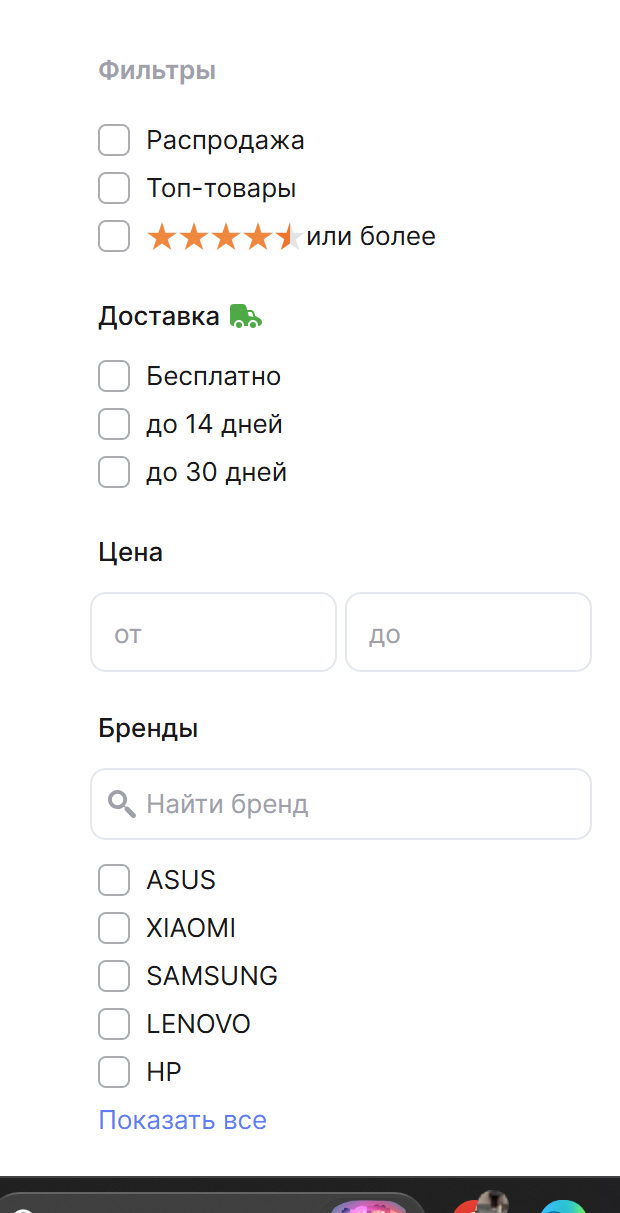 Фильтры
Распродажа
Топ-товары
или более
Доставка
Бесплатно
до 14 дней
до 30 дней
Цена
от до
Бренды
Найти бренд
ASUS
XIAOMI
SAMSUNG
LENOVO
HP
Показать все